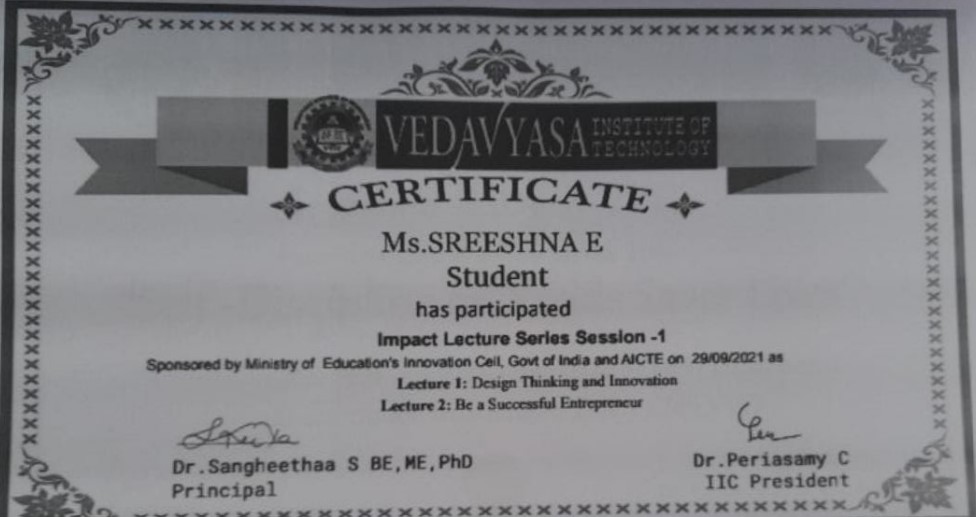 VEDAVYASA INSTITUTE OF TECHNOLOGY
CERTIFICATE
Ms.SREESHNA E
Student
has participated
Impact Lecture Series Session -1
Sponsored by Ministry of Education's Innovation Cell, Govt of India and AICTE on 29/09/2021 as
Lecture 1: Design Thinking and Innovation
Lecture 2: Be a Successful Entrepreneur
Dr.Sangheethaa S BE,ME,PhD
Principal
Dr.Periasamy C
IIC President